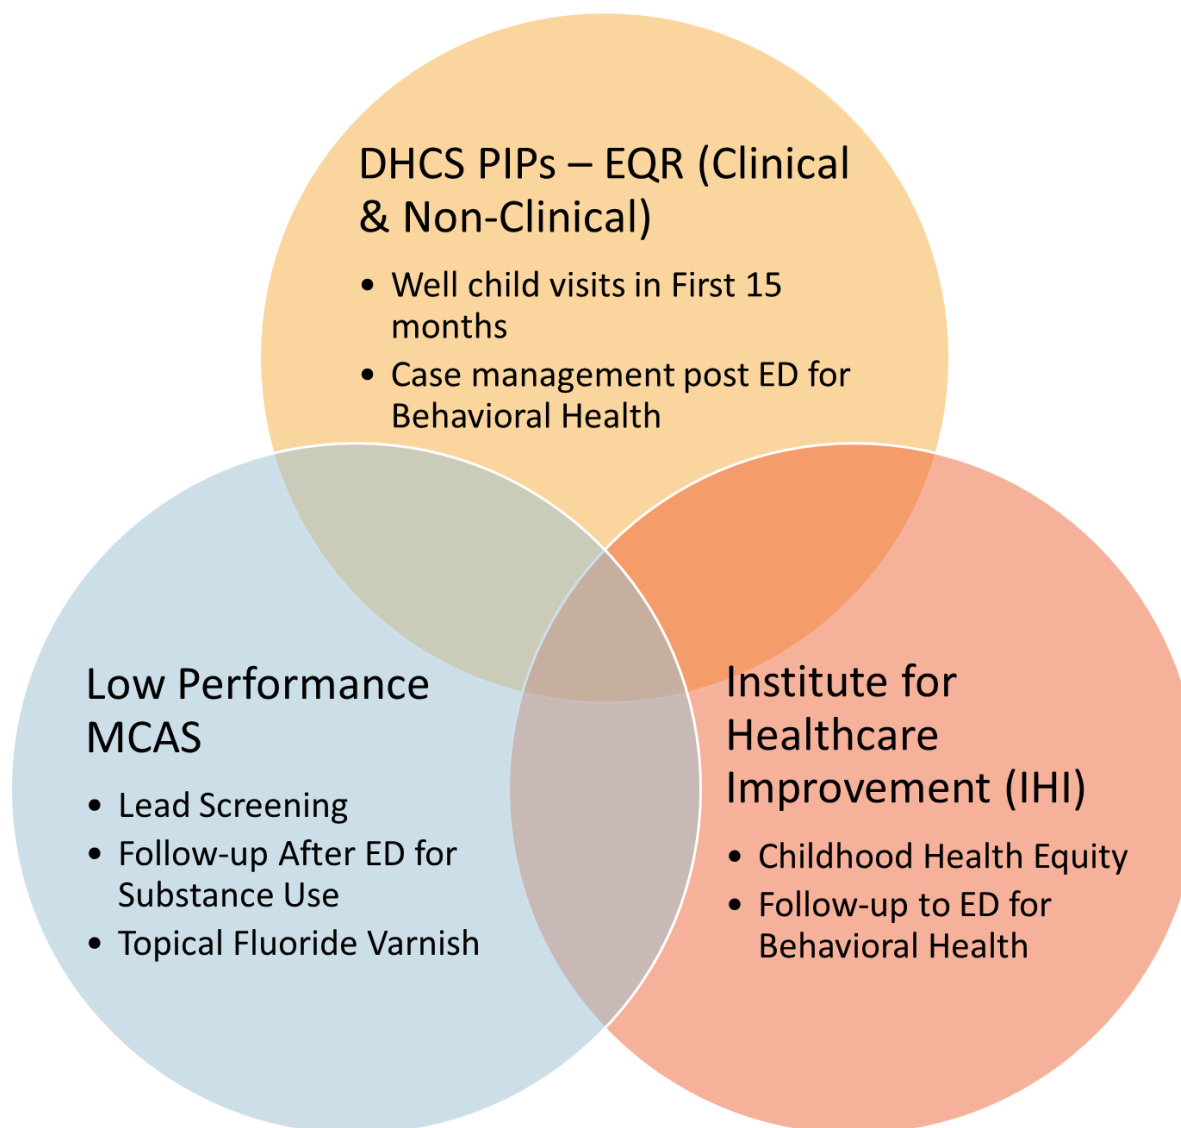 DHCS PIPs – EQR (Clinical
& Non-Clinical)
• Well child visits in First 15
months
• Case management post ED for
Behavioral Health
Low Performance
MCAS
• Lead Screening
• Follow-up After ED for
Substance Use
• Topical Fluoride Varnish
Institute for
Healthcare
Improvement (IHI)
• Childhood Health Equity
• Follow-up to ED for
Behavioral Health